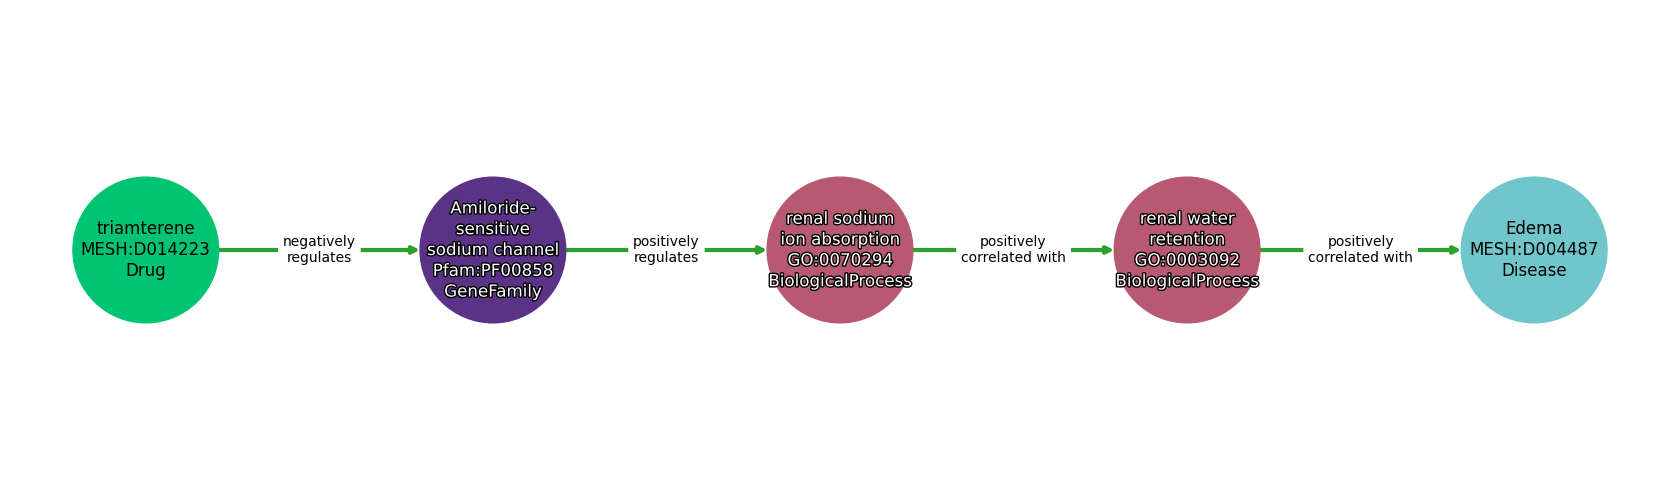 triamterene
MESH:D014223
Drug
negatively
regulates
Amiloride-
sensitive
sodium channel
Pfam:PF00858
GeneFamily
positively
regulates
renal sodium
ion absorption
GO:0070294
BiologicalProcess
positively
correlated with
renal water
retention
GO:0003092
BiologicalProcess
positively
correlated with
Edema
MESH:D004487
Disease